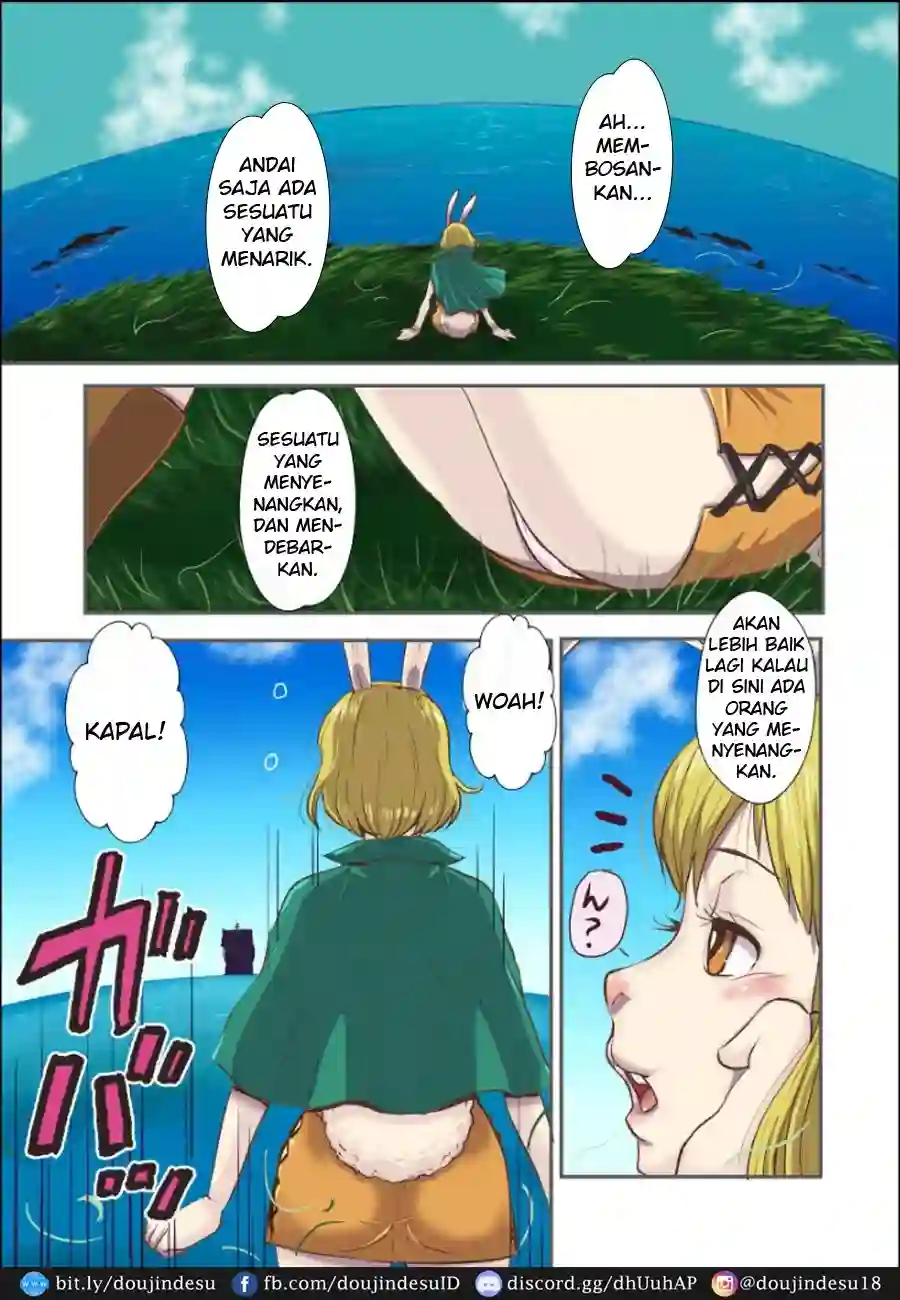 AH...
MEM-
BOSAN-
KAN...
ANDAI
SAJA ADA
SESUATU
YANG
MENARIK.
SESUATU
YANG
MENYE-
NANGKAN,
DAN MEN-
DEBAR-
KAN.
AKAN
LEBIH BAIK
LAGI KALAU
DI SINI ADA
ORANG
YANG ME-
NYENANG-
KAN.
ん?
WOAH!
KAPAL!
ガバッ
www bit.ly/doujindesu fb.com/doujindesuID discord.gg/dhUuhAP @doujindesu18